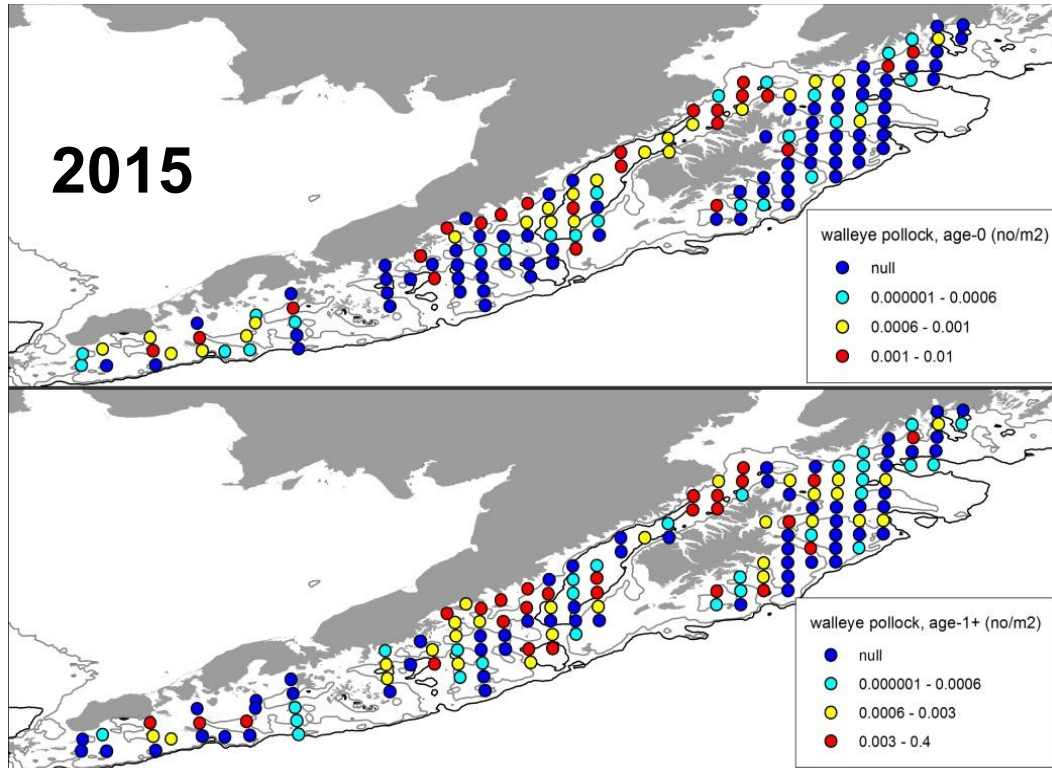 2015
walleye pollock, age-0 (no/m2)
null
0.000001 - 0.0006
0.0006 - 0.001
0.001 - 0.01
walleye pollock, age-1+ (no/m2)
null
0.000001 - 0.0006
0.0006 - 0.003
0.003 - 0.4